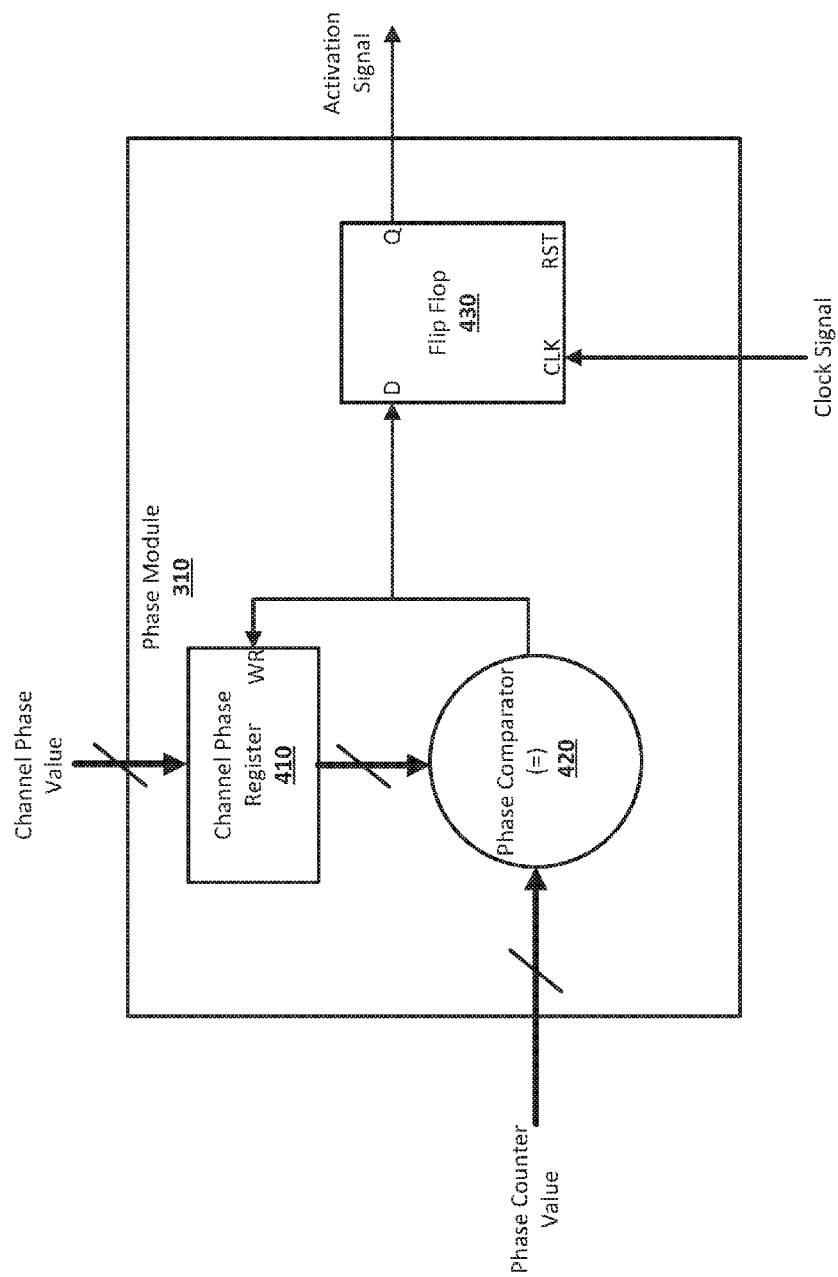 Channel Phase
Value
Phase Module
310
Channel Phase
Register
410
WR
Phase Comparator
(=)
420
Phase Counter
Value
D
Q
Flip Flop
430
CLK
RST
Activation
Signal
Clock Signal